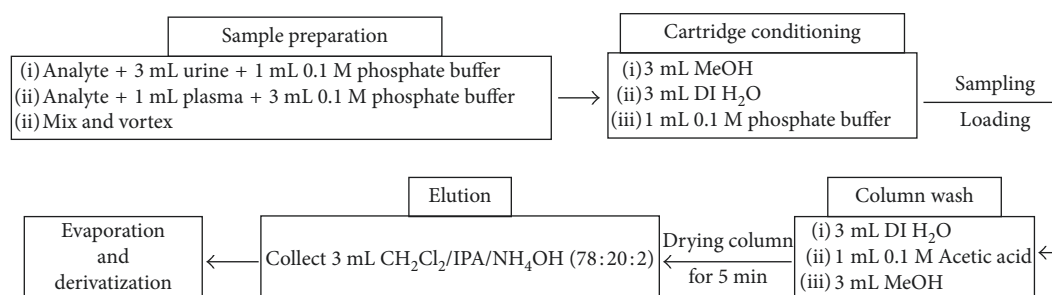 Sample preparation
(i) Analyte + 3 mL urine + 1 mL 0.1 M phosphate buffer
(ii) Analyte + 1 mL plasma + 3 mL 0.1 M phosphate buffer
(ii) Mix and vortex
Cartridge conditioning
(i) 3 mL MeOH
(ii) 3 mL DI H₂O
(iii) 1 mL 0.1 M phosphate buffer
Sampling
Loading
Column wash
(i) 3 mL DI H₂O
(ii) 1 mL 0.1 M Acetic acid
(iii) 3 mL MeOH
Drying column
for 5 min
Elution
Collect 3 mL CH₂Cl₂/IPA/NH₄OH (78:20:2)
Evaporation
and
derivatization